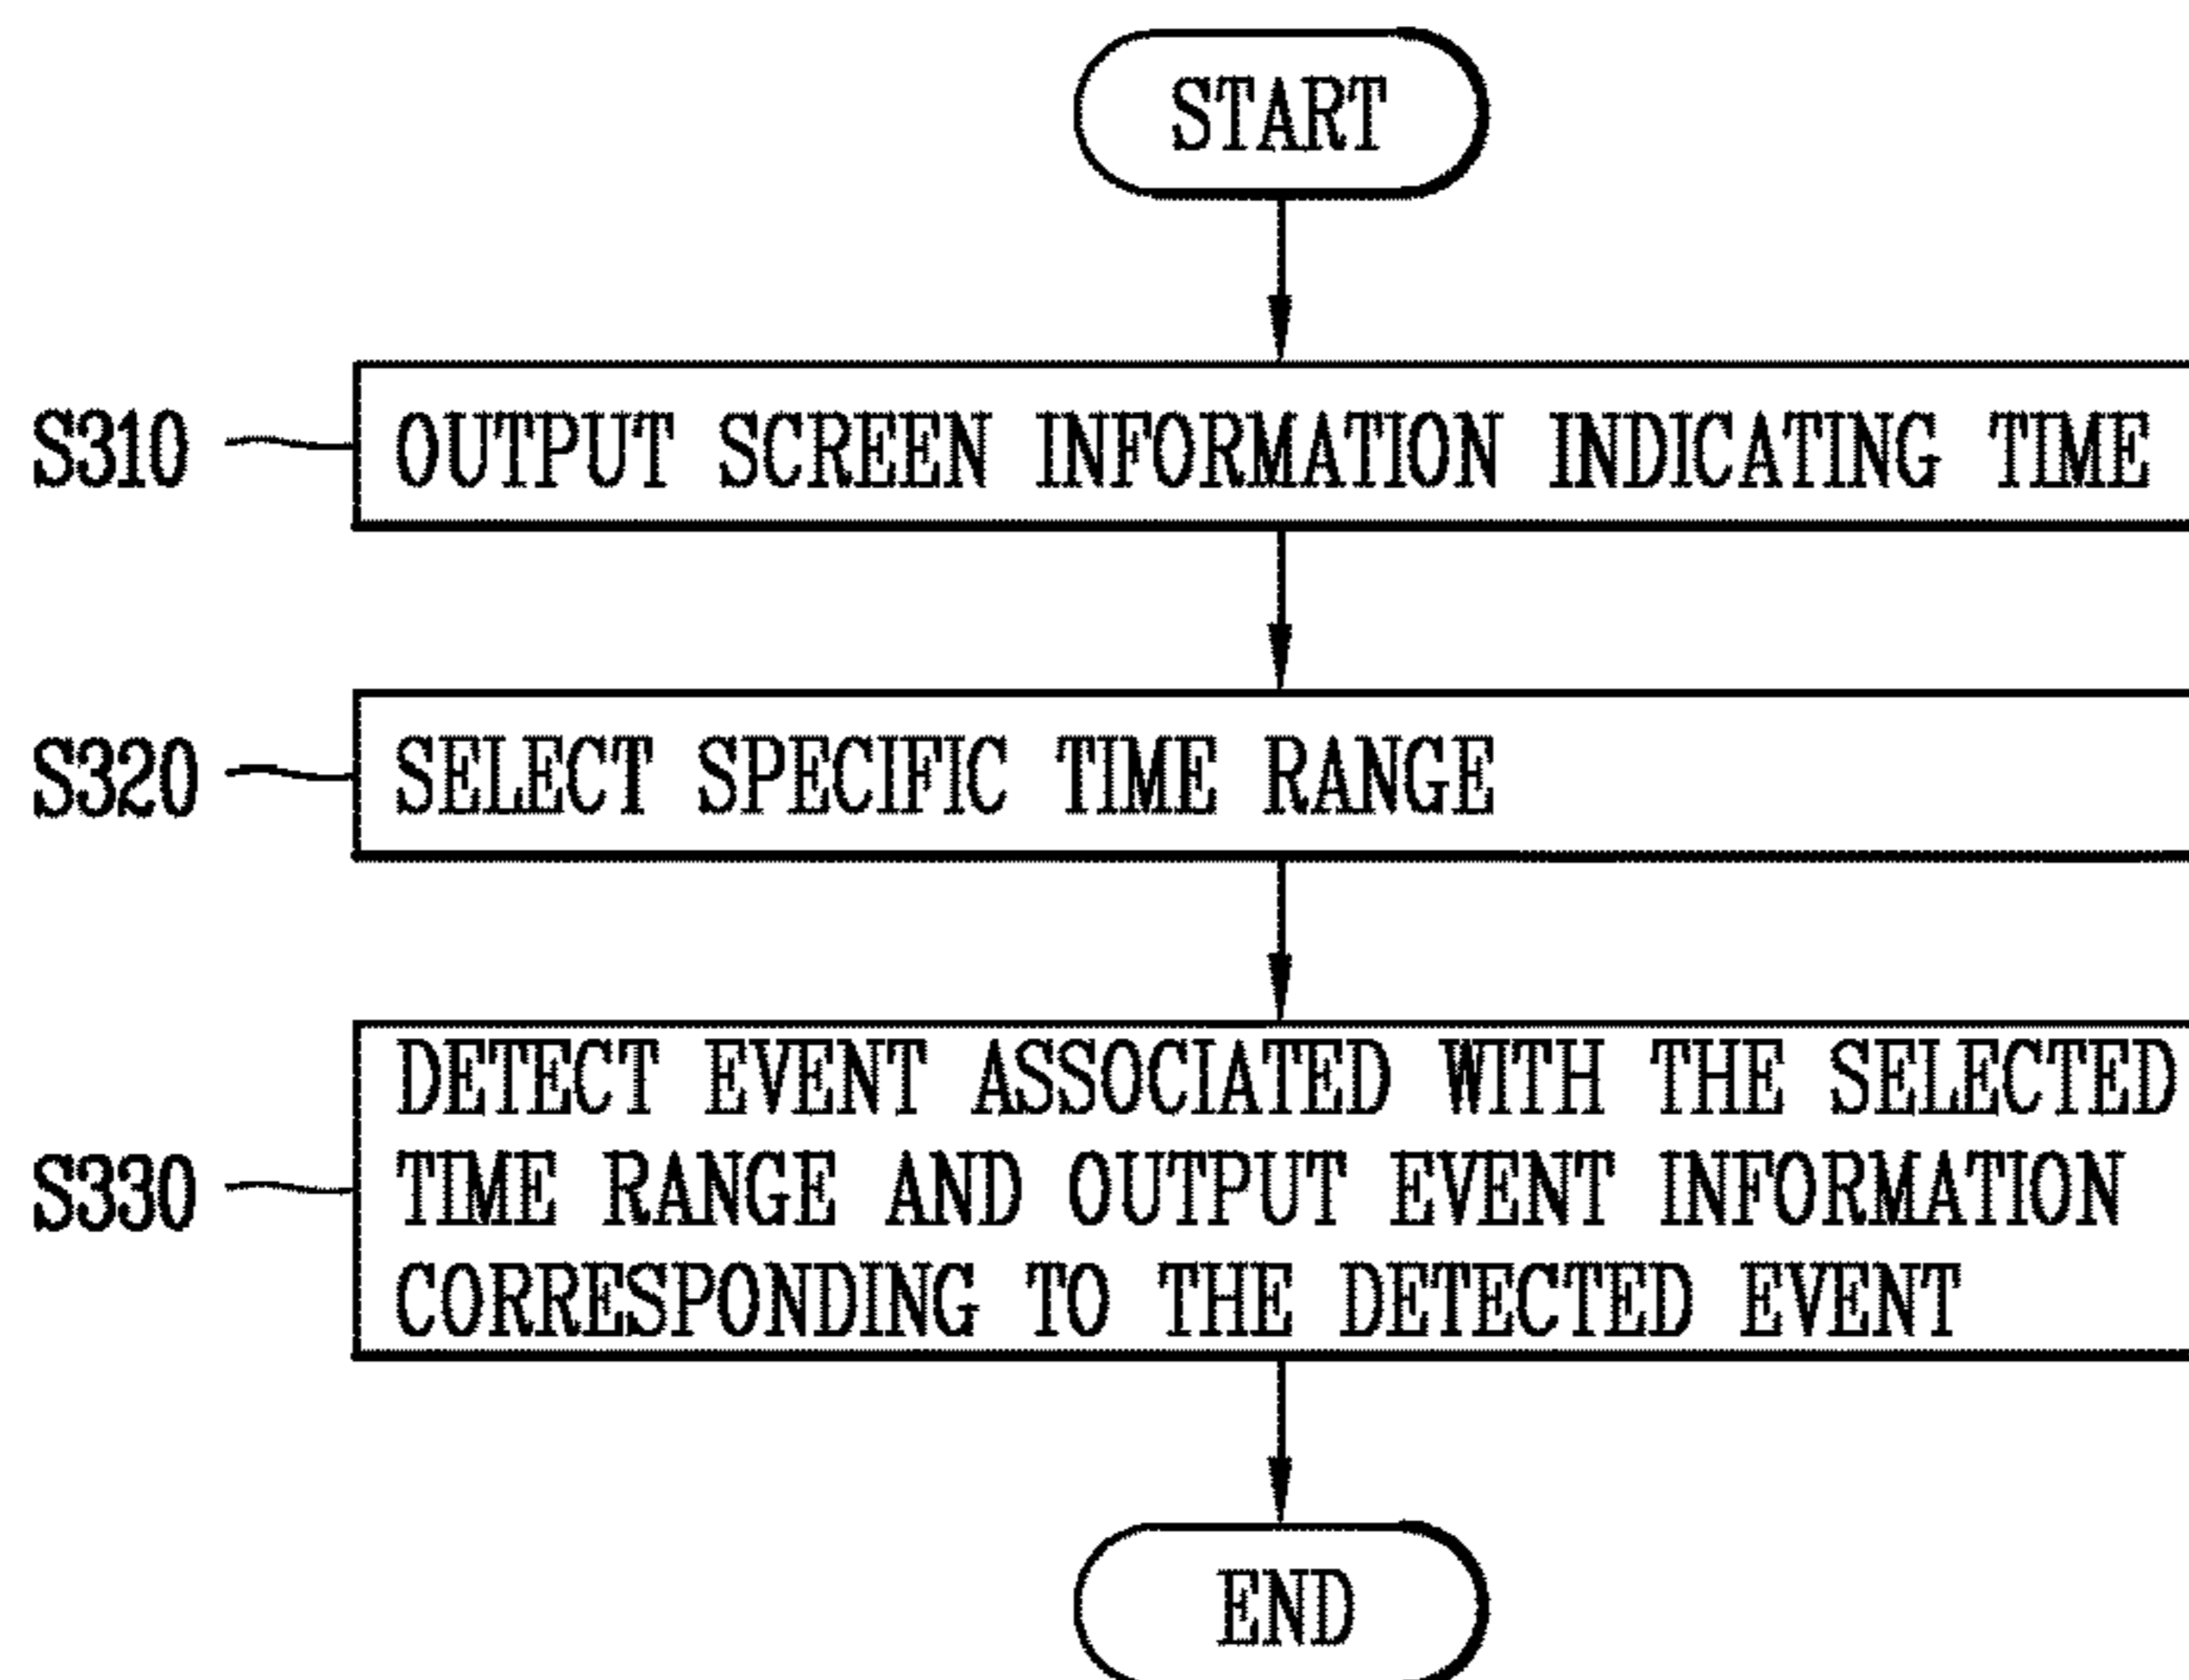 START
S310
OUTPUT SCREEN INFORMATION INDICATING TIME
S320
SELECT SPECIFIC TIME RANGE
S330
DETECT EVENT ASSOCIATED WITH THE SELECTED
TIME RANGE AND OUTPUT EVENT INFORMATION
CORRESPONDING TO THE DETECTED EVENT
END